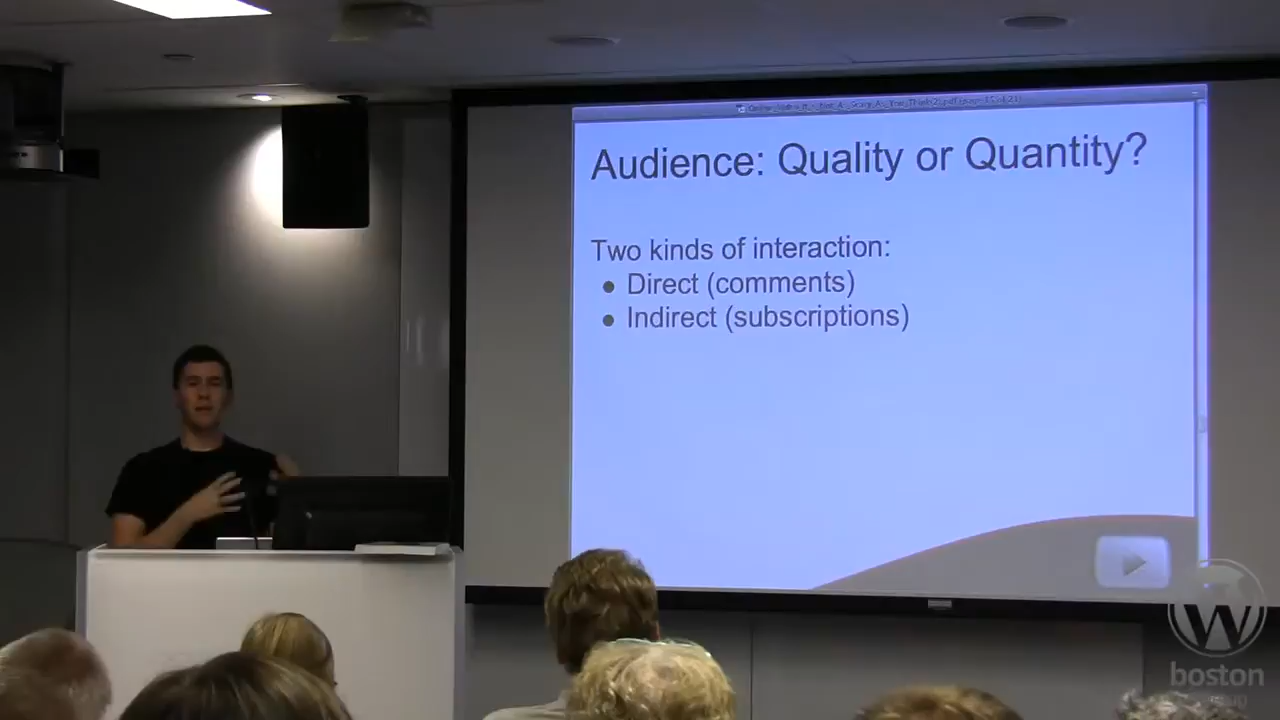 Audience: Quality or Quantity?
Two kinds of interaction:
● Direct (comments)
● Indirect (subscriptions)
W
boston